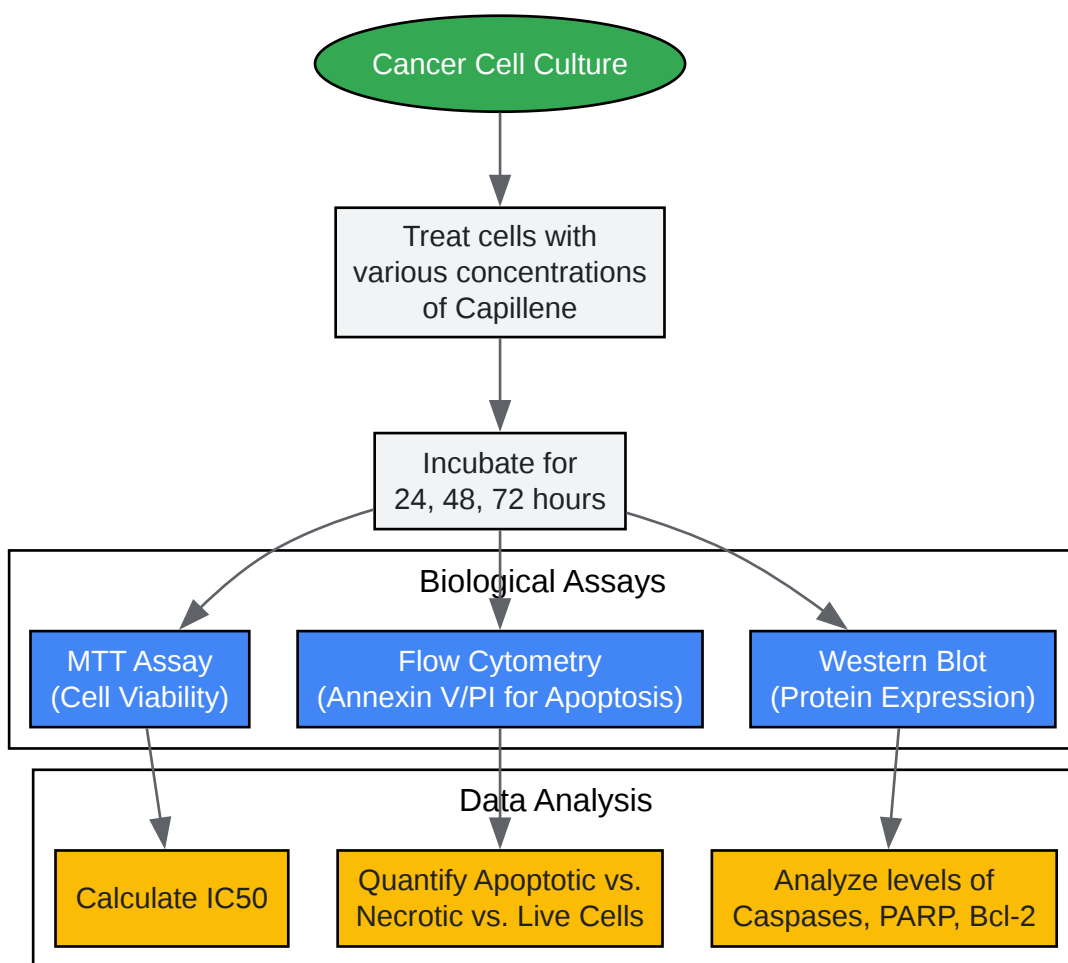 Cancer Cell Culture
Treat cells with
various concentrations
of Capillene
Incubate for
24, 48, 72 hours
Biological Assays
MTT Assay
(Cell Viability)
Flow Cytometry
(Annexin V/PI for Apoptosis)
Western Blot
(Protein Expression)
Data Analysis
Calculate IC50
Quantify Apoptotic vs.
Necrotic vs. Live Cells
Analyze levels of
Caspases, PARP, Bcl-2